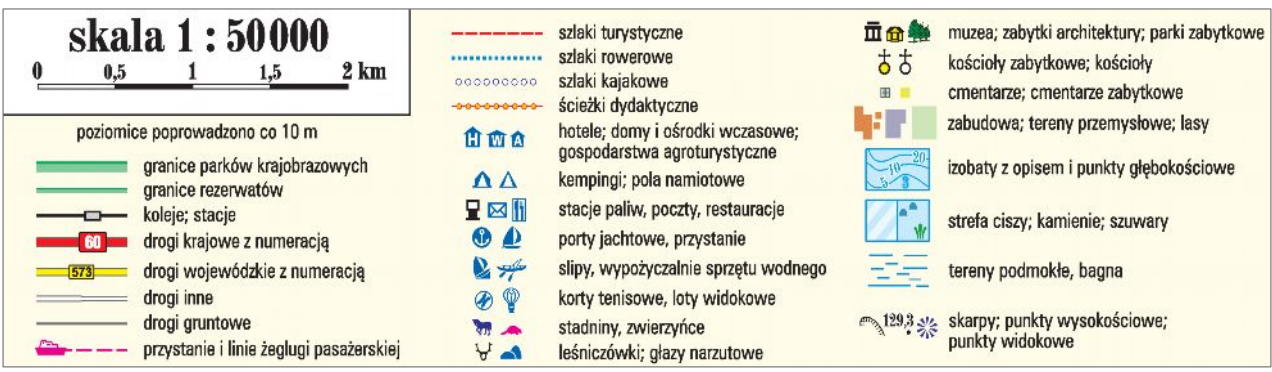 skala 1 : 50 000
0 0,5 1 1,5 2 km
poziomice poprowadzono co 10 m
granice parków krajobrazowych
granice rezerwatów
koleje; stacje
60 drogi krajowe z numeracją
573 drogi wojewódzkie z numeracją
drogi inne
drogi gruntowe
przystanie i linie żeglugi pasażerskiej
szlaki turystyczne
szlaki rowerowe
szlaki kajakowe
ścieżki dydaktyczne
H W A hotele; domy i ośrodki wczasowe;
gospodarstwa agroturystyczne
kempingi; pola namiotowe
stacje paliw, poczty, restauracje
porty jachtowe, przystanie
slipy, wypożyczalnie sprzętu wodnego
korty tenisowe, loty widokowe
stadniny, zwierzyńce
leśniczówki; głazy narzutowe
muzea; zabytki architektury; parki zabytkowe
kościoły zabytkowe; kościoły
cmentarze; cmentarze zabytkowe
zabudowa; tereny przemysłowe; lasy
20 10 5 3 izobaty z opisem i punkty głębokościowe
strefa ciszy; kamienie; szuwary
tereny podmokłe, bagna
129,3 skarpy; punkty wysokościowe;
punkty widokowe